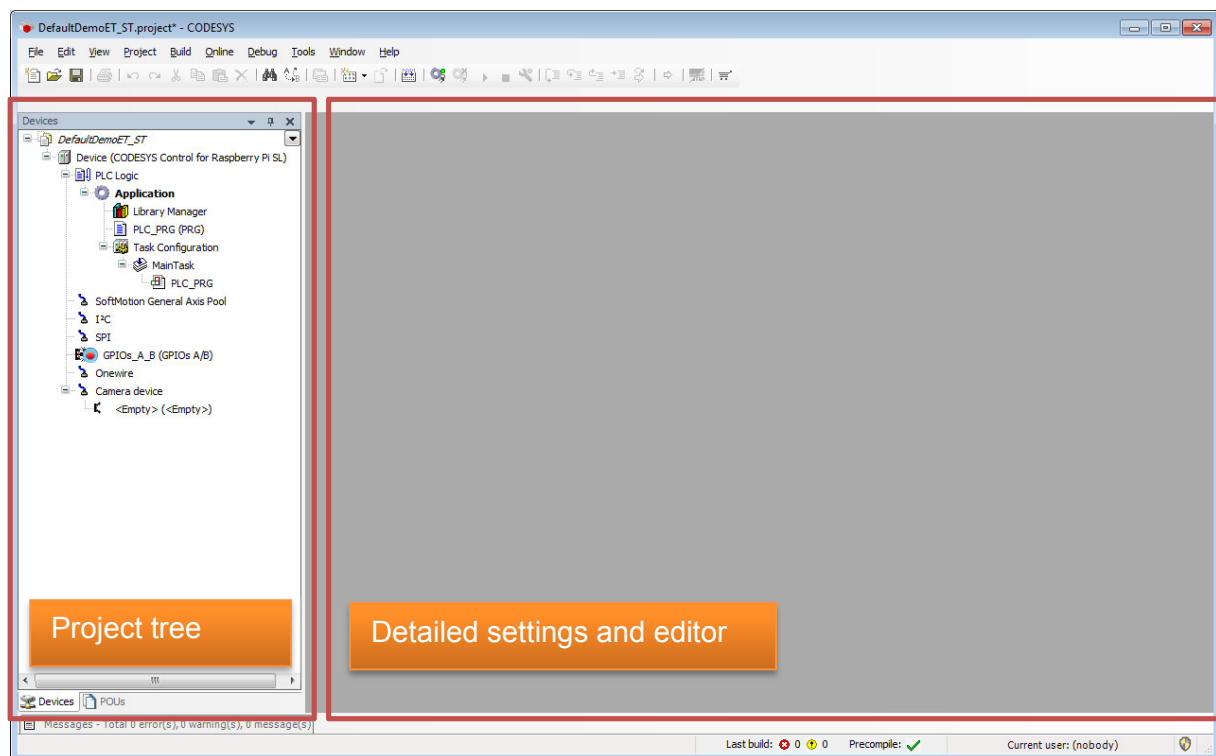 DefaultDemoET_ST.project* - CODESYS
File Edit View Project Build Online Debug Tools Window Help
Devices
DefaultDemoET_ST
Device (CODESYS Control for Raspberry Pi SL)
PLC Logic
Application
Library Manager
PLC_PRG (PRG)
Task Configuration
MainTask
PLC_PRG
SoftMotion General Axis Pool
I²C
SPI
GPIOs_A_B (GPIOs A/B)
Onewire
Camera device
<Empty> (<Empty>)
Project tree
Detailed settings and editor
Devices POUs
Messages - Total 0 error(s), 0 warning(s), 0 message(s)
Last build: 0 0 Precompile: Current user: (nobody)